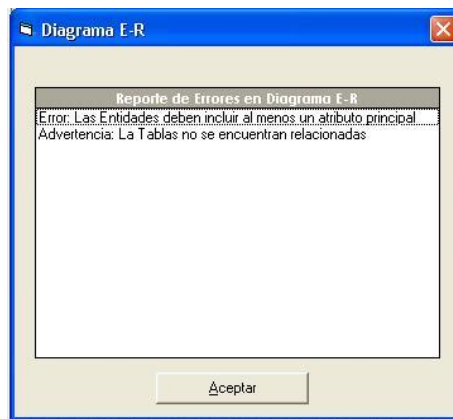 Diagrama E-R
Reporte de Errores en Diagrama E-R
Error: Las Entidades deben incluir al menos un atributo principal
Advertencia: La Tablas no se encuentran relacionadas
Aceptar